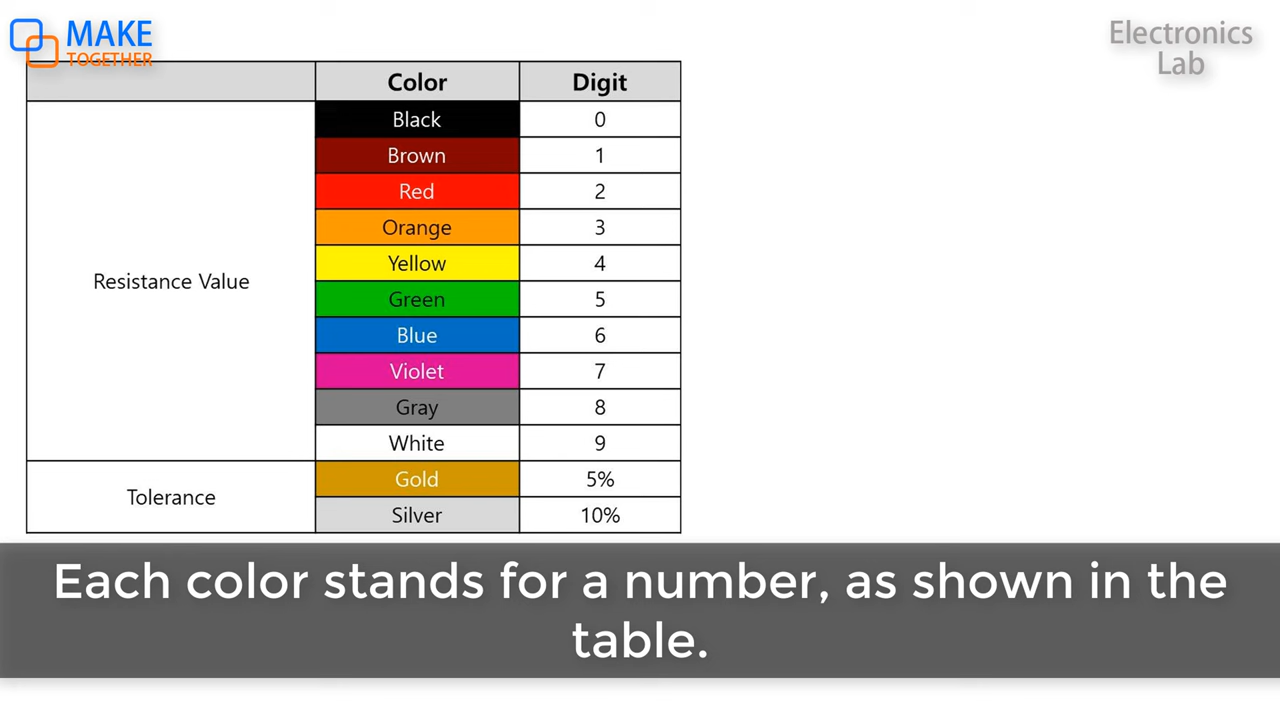 MAKE
TOGETHER
Electronics
Lab
Color Digit
Black 0
Brown 1
Red 2
Orange 3
Yellow 4
Resistance Value
Green 5
Blue 6
Violet 7
Gray 8
White 9
Gold 5%
Tolerance
Silver 10%
Each color stands for a number, as shown in the
table.